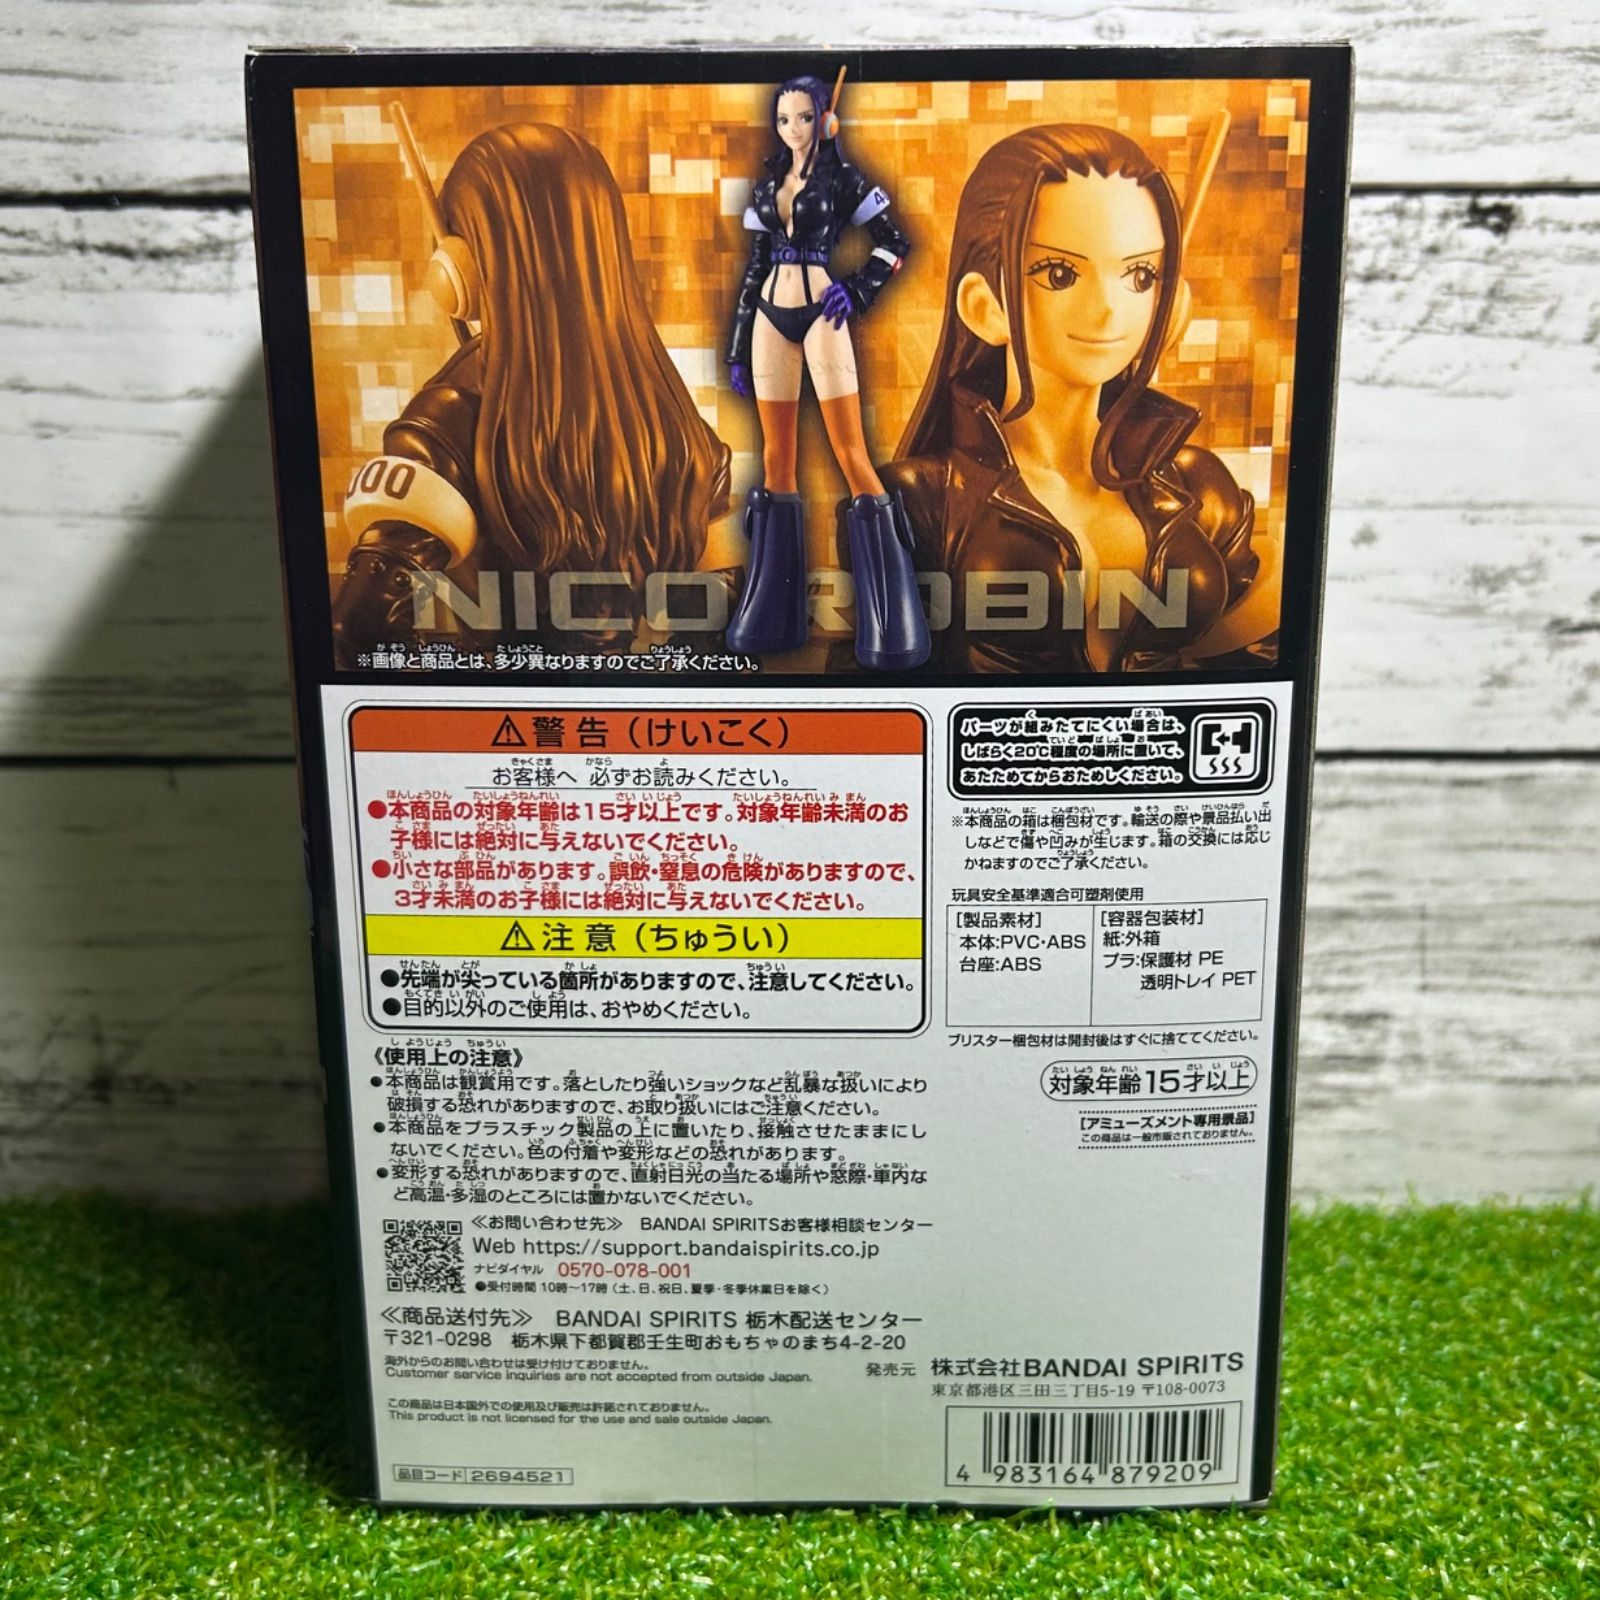 4
000
NICO ROBIN
※画像と商品とは、多少異なりますのでご了承ください。
警告（けいこく）
お客様へ 必ずお読みください。
●本商品の対象年齢は15才以上です。対象年齢未満のお
子様には絶対に与えないでください。
●小さな部品があります。誤飲・窒息の危険がありますので、
3才未満のお子様には絶対に与えないでください。
注意（ちゅうい）
●先端が尖っている箇所がありますので、注意してください。
●目的以外のご使用は、おやめください。
《使用上の注意》
●本商品は観賞用です。落としたり強いショックなど乱暴な扱いにより
破損する恐れがありますので、お取り扱いにはご注意ください。
●本商品をプラスチック製品の上に置いたり、接触させたままにし
ないでください。色の付着や変形などの恐れがあります。
●変形する恐れがありますので、直射日光の当たる場所や窓際・車内な
ど高温・多湿のところには置かないでください。
≪お問い合わせ先≫ BANDAI SPIRITSお客様相談センター
Web https://support.bandaispirits.co.jp
ナビダイヤル 0570-078-001
●受付時間 10時〜17時（土、日、祝日、夏季・冬季休業日を除く）
≪商品送付先≫ BANDAI SPIRITS 栃木配送センター
〒321-0298 栃木県下都賀郡壬生町おもちゃのまち4-2-20
海外からのお問い合わせは受け付けておりません。
Customer service inquiries are not accepted from outside Japan.
この商品は日本国外での使用及び販売は許諾されておりません。
This product is not licensed for the use and sale outside Japan.
品目コード 2694521
パーツが組みたてにくい場合は、
しばらく20℃程度の場所に置いて、
あたためてからおためしください。
※本商品の箱は梱包材です。輸送の際や景品払い出
しなどで傷や凹みが生じます。箱の交換には応じ
かねますのでご了承ください。
玩具安全基準適合可塑剤使用
[製品素材]
本体:PVC・ABS
台座:ABS
[容器包装材]
紙:外箱
プラ:保護材 PE
透明トレイ PET
ブリスター梱包材は開封後はすぐに捨ててください。
対象年齢15才以上
[アミューズメント専用景品]
この商品は一般市販されておりません。
発売元 株式会社BANDAI SPIRITS
東京都港区三田三丁目5-19 〒108-0073
4 983164 879209